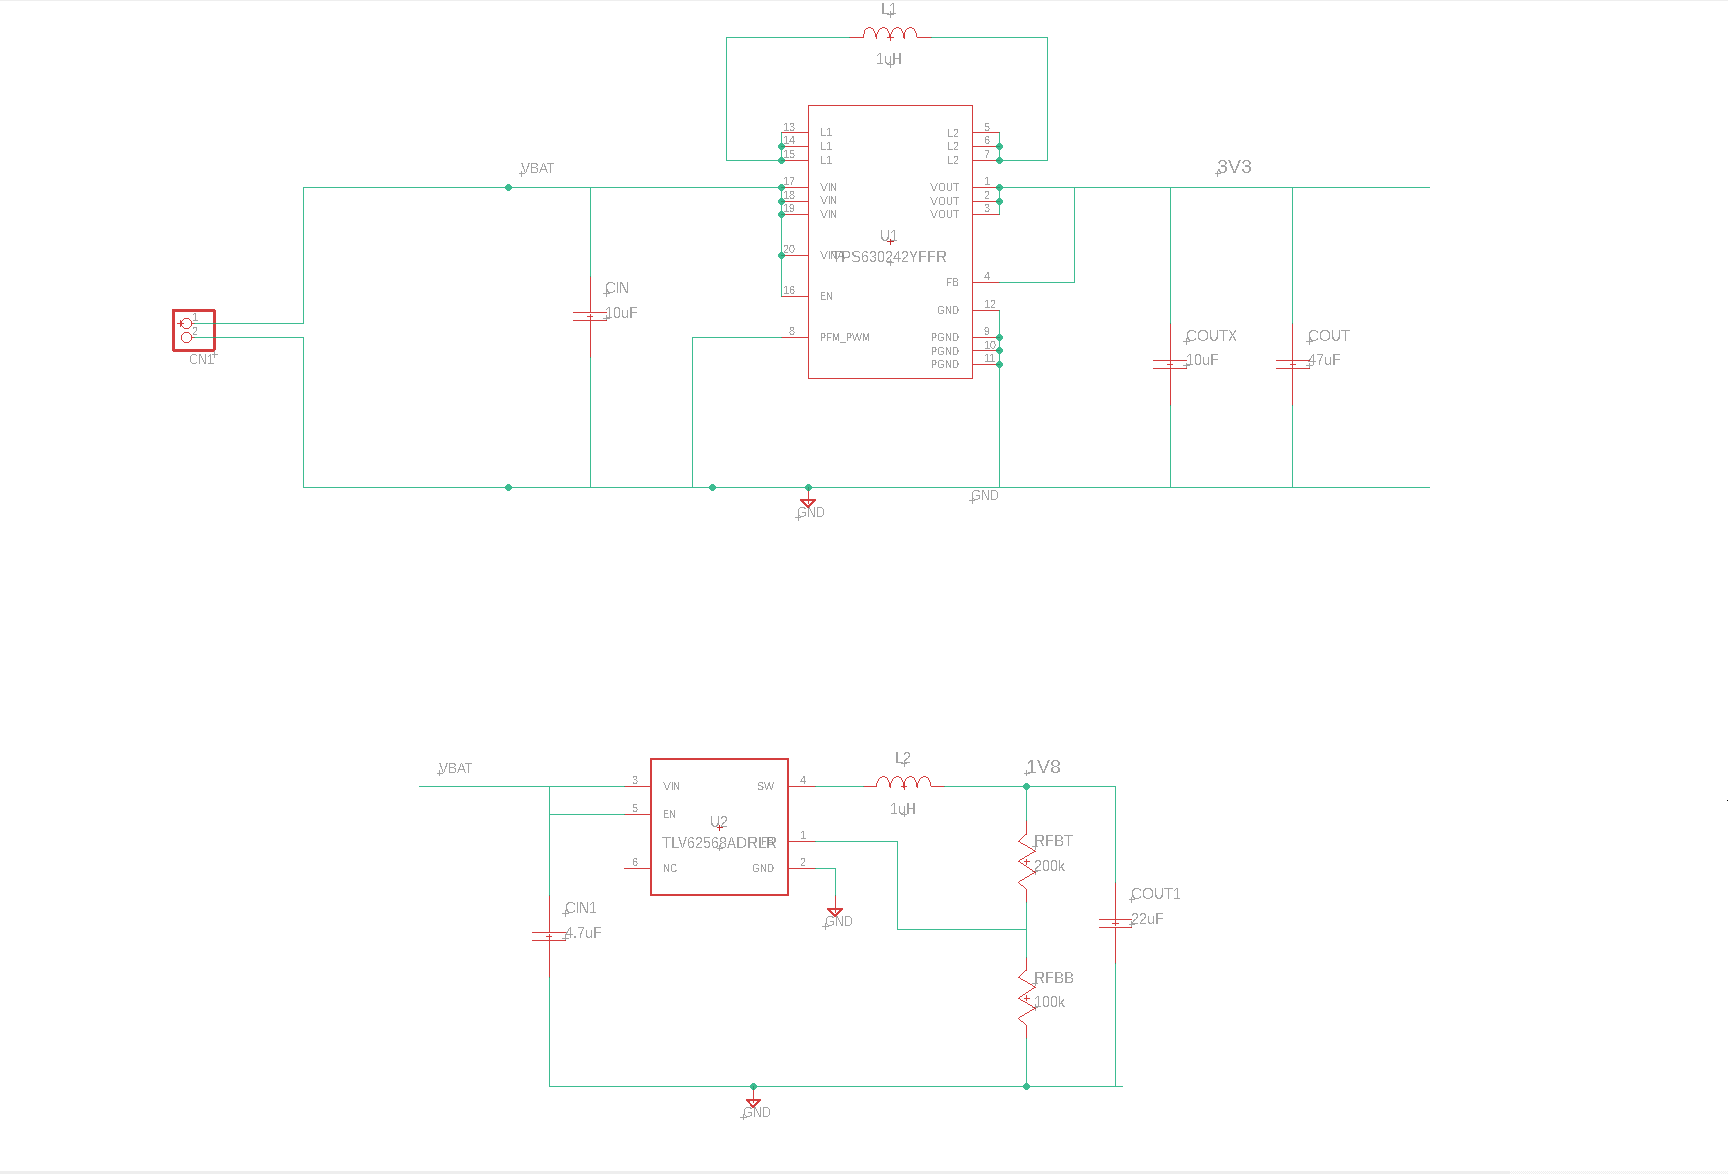 L1
1uH
13 L1 L2 5
14 L1 L2 6
15 L1 L2 7
VBAT
3V3
17 VIN VOUT 1
18 VIN VOUT 2
19 VIN VOUT 3
U1
20 TPS630242YFFR
FB 4
CIN
10uF
16 EN
GND 12
1
2
CN1
8 PFM_PWM PGND 9
PGND 10
PGND 11
COUTX
10uF
COUT
47uF
GND
GND
VBAT
L2
1uH
1V8
3 VIN SW 4
5 EN
U2
TLV62568ADRLR 1
6 NC GND 2
GND
RFBT
200k
COUT1
22uF
CIN1
4.7uF
RFBB
100k
GND